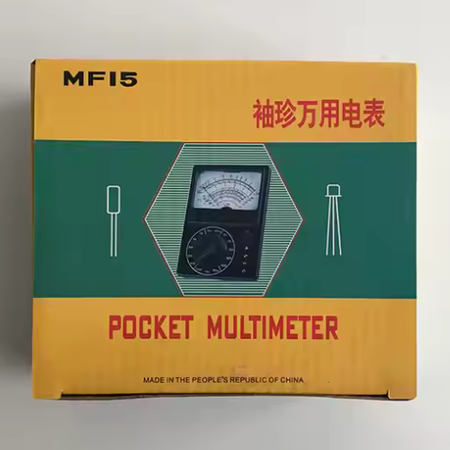 MF15
袖珍万用电表
POCKET MULTIMETER
MADE IN THE PEOPLE'S REPUBLIC OF CHINA